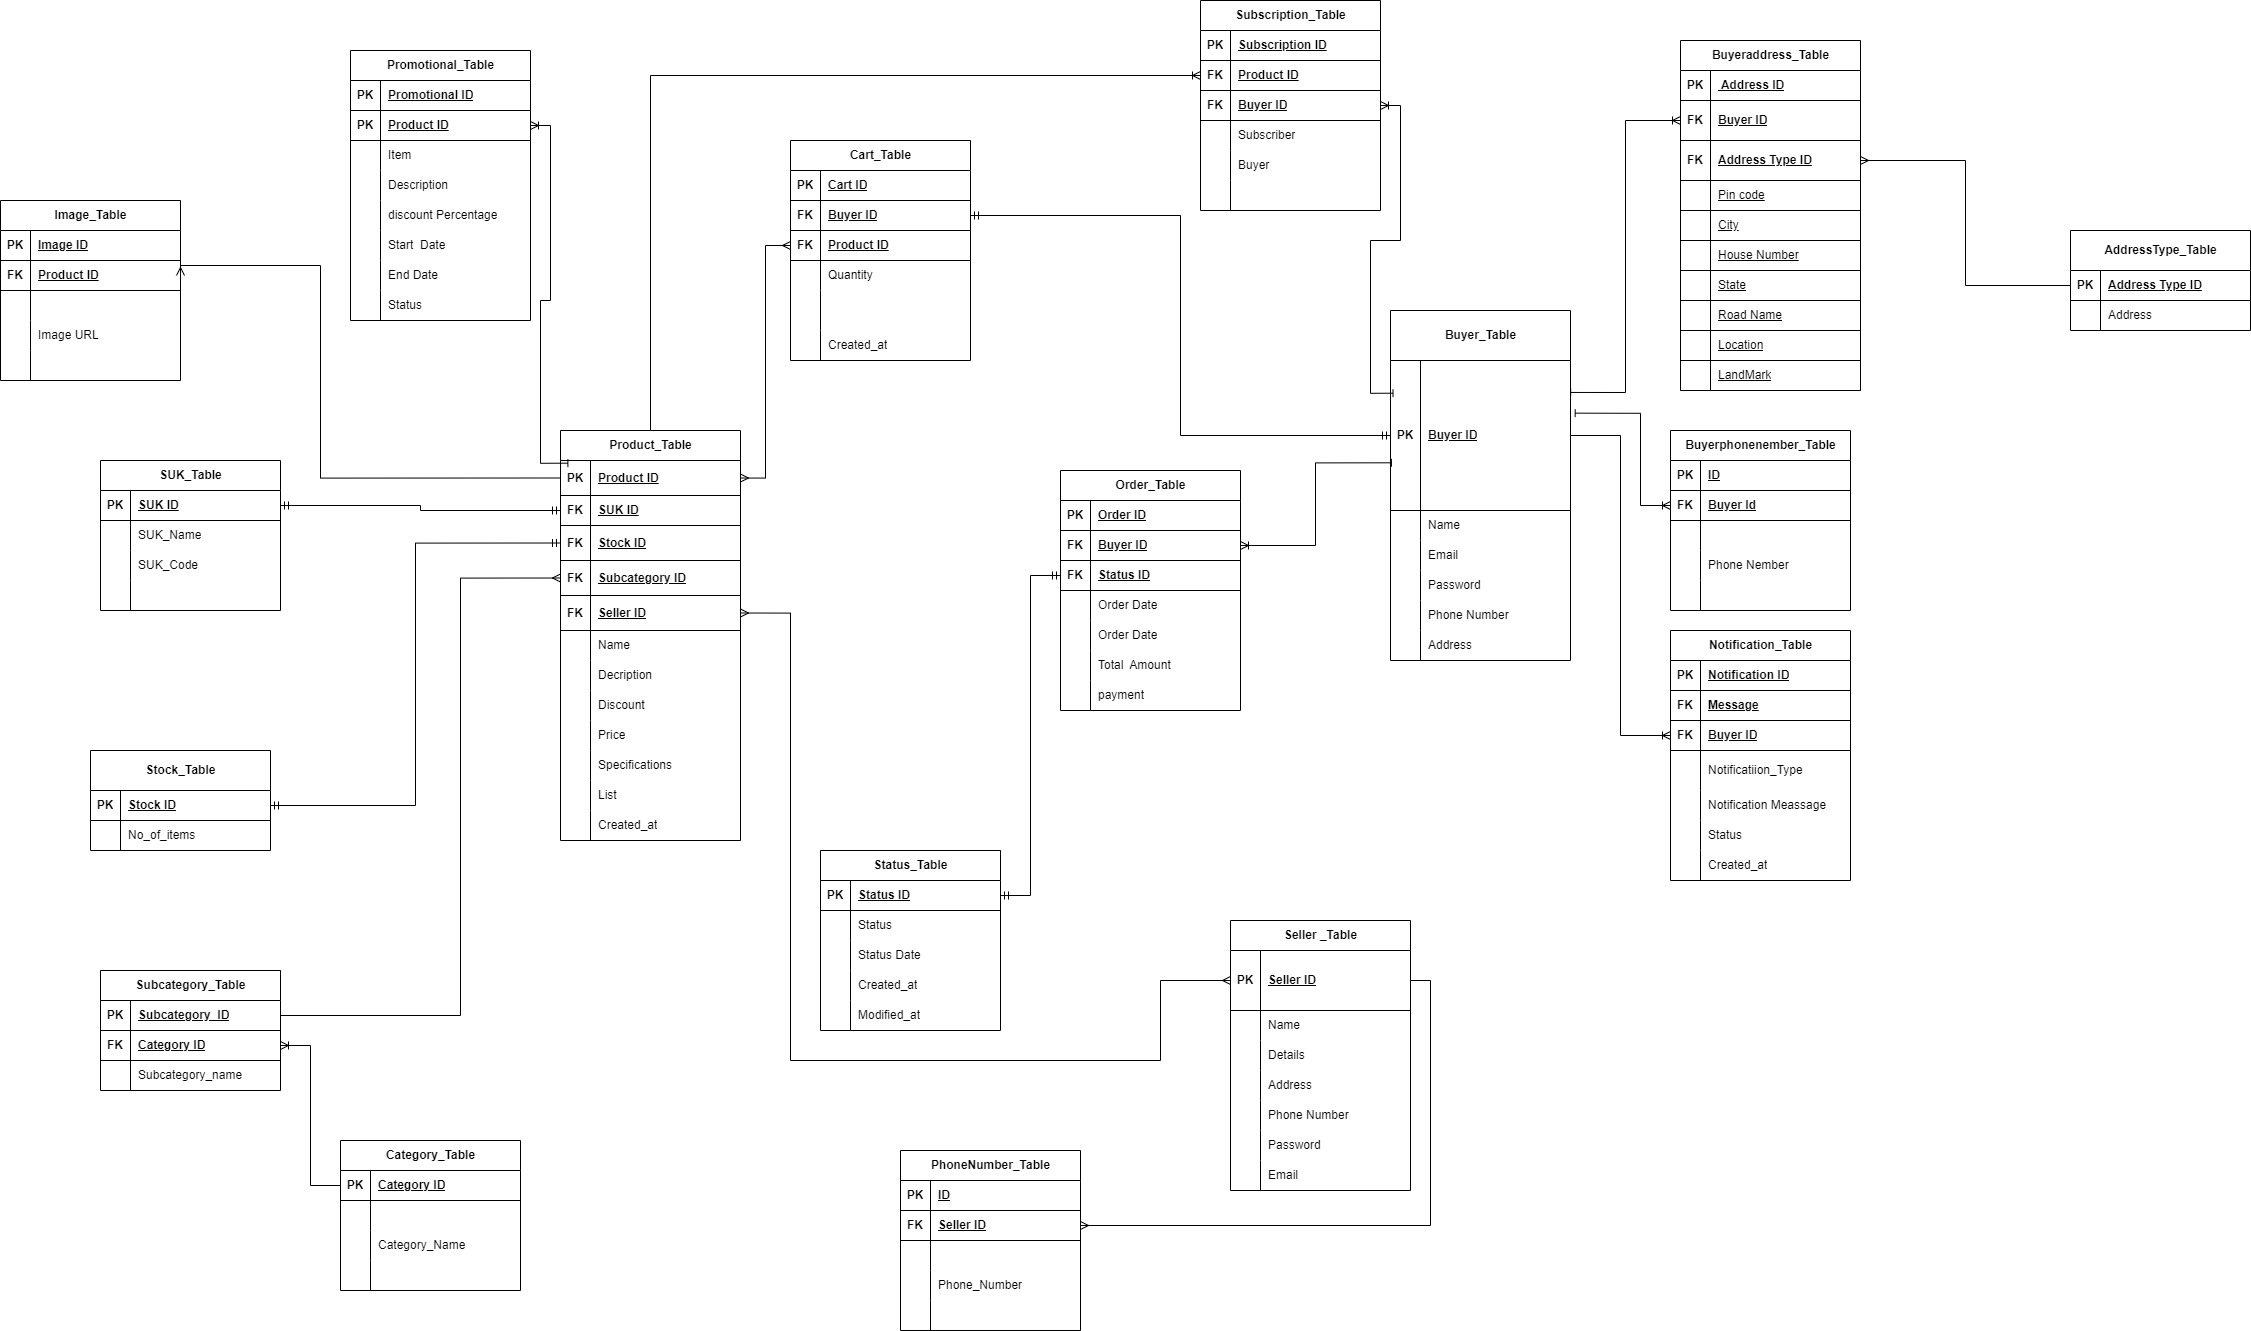 Subscription_Table
PK Subscription ID
FK Product ID
FK Buyer ID
Subscriber
Buyer
Promotional_Table
PK Promotional ID
PK Product ID
Item
Description
discount Percentage
Start Date
End Date
Status
Buyeraddress_Table
PK Address ID
FK Buyer ID
FK Address Type ID
Pin code
City
House Number
State
Road Name
Location
LandMark
Cart_Table
PK Cart ID
FK Buyer ID
FK Product ID
Quantity
Created_at
Image_Table
PK Image ID
FK Product ID
Image URL
AddressType_Table
PK Address Type ID
Address
Buyer_Table
PK Buyer ID
Name
Email
Password
Phone Number
Address
Product_Table
PK Product ID
FK SUK ID
FK Stock ID
FK Subcategory ID
FK Seller ID
Name
Decription
Discount
Price
Specifications
List
Created_at
SUK_Table
PK SUK ID
SUK_Name
SUK_Code
Order_Table
PK Order ID
FK Buyer ID
FK Status ID
Order Date
Order Date
Total Amount
payment
Buyerphonenember_Table
PK ID
FK Buyer Id
Phone Nember
Notification_Table
PK Notification ID
FK Message
FK Buyer ID
Notificatiion_Type
Notification Meassage
Status
Created_at
Stock_Table
PK Stock ID
No_of_items
Status_Table
PK Status ID
Status
Status Date
Created_at
Modified_at
Seller _Table
PK Seller ID
Name
Details
Address
Phone Number
Password
Email
Subcategory_Table
PK Subcategory_ID
FK Category ID
Subcategory_name
Category_Table
PK Category ID
Category_Name
PhoneNumber_Table
PK ID
FK Seller ID
Phone_Number